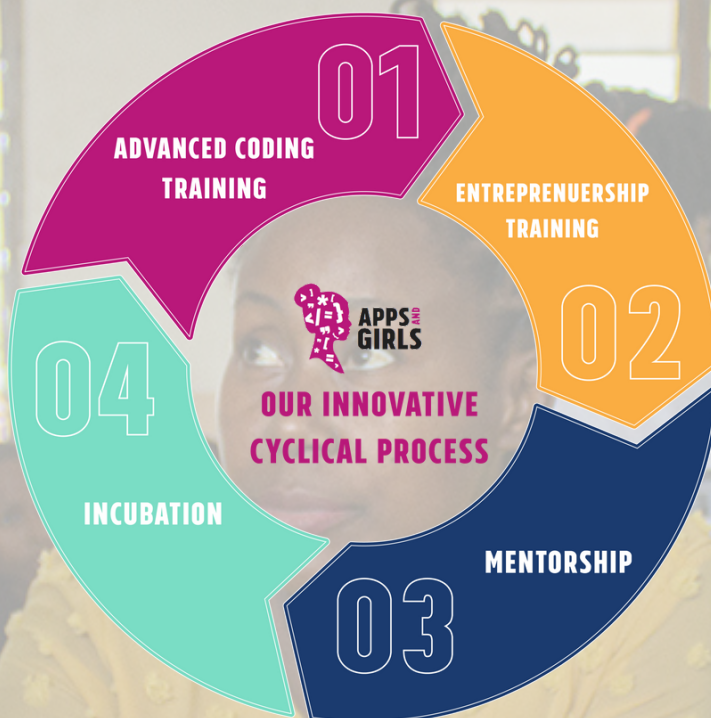 01
ADVANCED CODING
TRAINING
ENTREPRENUERSHIP
TRAINING
02
MENTORSHIP
03
04
INCUBATION
APPS AND
GIRLS
OUR INNOVATIVE
CYCLICAL PROCESS